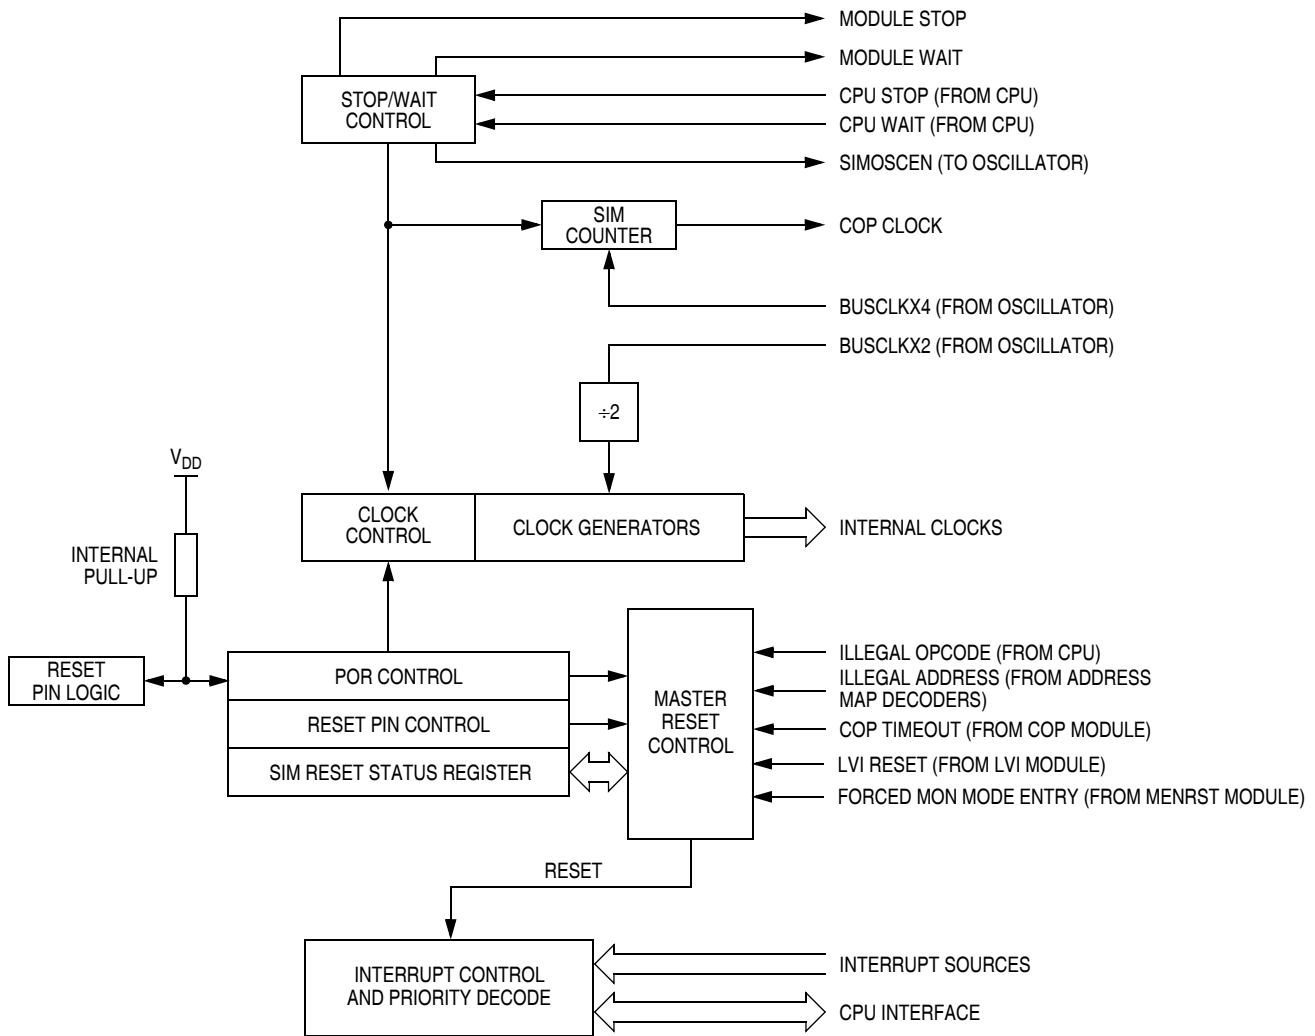 MODULE STOP
MODULE WAIT
STOP/WAIT
CONTROL
CPU STOP (FROM CPU)
CPU WAIT (FROM CPU)
SIMOSCEN (TO OSCILLATOR)
SIM
COUNTER
COP CLOCK
BUSCLKX4 (FROM OSCILLATOR)
BUSCLKX2 (FROM OSCILLATOR)
÷2
VDD
INTERNAL
PULL-UP
CLOCK
CONTROL
CLOCK GENERATORS
INTERNAL CLOCKS
RESET
PIN LOGIC
POR CONTROL
RESET PIN CONTROL
SIM RESET STATUS REGISTER
MASTER
RESET
CONTROL
ILLEGAL OPCODE (FROM CPU)
ILLEGAL ADDRESS (FROM ADDRESS
MAP DECODERS)
COP TIMEOUT (FROM COP MODULE)
LVI RESET (FROM LVI MODULE)
FORCED MON MODE ENTRY (FROM MENRST MODULE)
RESET
INTERRUPT CONTROL
AND PRIORITY DECODE
INTERRUPT SOURCES
CPU INTERFACE